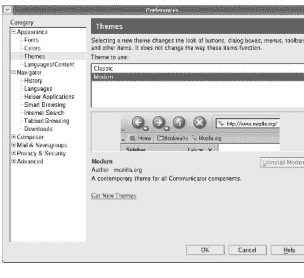 Preferences
Category
Appearance
Fonts
Colors
Themes
Languages/Content
Navigator
History
Languages
Helper Applications
Smart Browsing
Internet Search
Tabbed Browsing
Downloads
Composer
Mail & Newsgroups
Privacy & Security
Advanced
Themes
Selecting a new theme changes the look of buttons, dialog boxes, menus, toolbars
and other items. It does not change the way these items function.
Theme to use:
Classic
Modern
http://www.mozilla.org/
Home Bookmarks Mozilla.org
Sidebar
Modern
Author: mozilla.org
A contemporary theme for all Communicator components.
Uninstall Modern
Get New Themes
OK Cancel Help